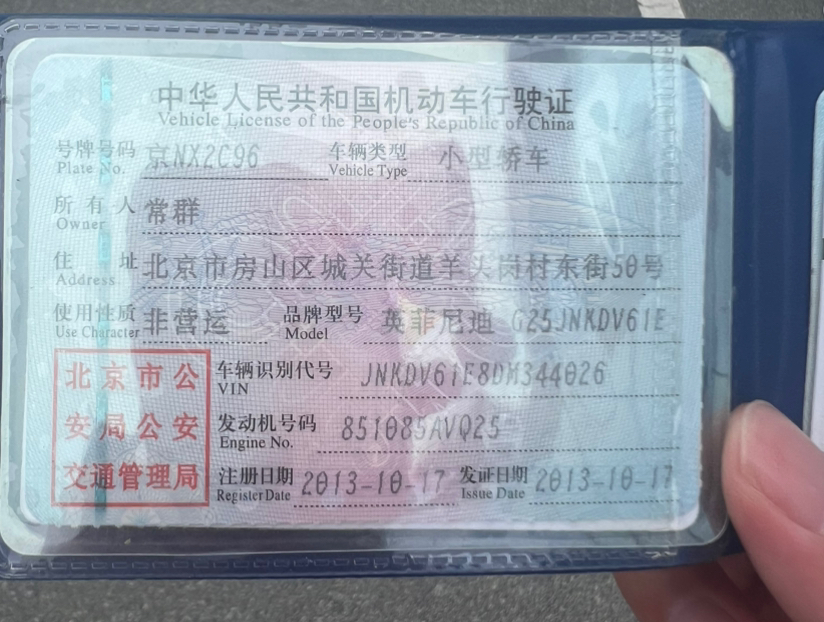 中华人民共和国机动车行驶证
Vehicle License of the People's Republic of China
号牌号码 京NX2C96 车辆类型 小型轿车
Plate No. Vehicle Type
所有人 常群
Owner
住址 北京市房山区城关街道羊头岗村东街50号
Address
使用性质 非营运 品牌型号 英菲尼迪 G25JNKDV61E
Use Character Model
北京市公安局公安交通管理局
车辆识别代号 JNKDV61E8DM344026
VIN
发动机号码 851085AVQ25
Engine No.
注册日期 2013-10-17 发证日期 2013-10-17
Register Date Issue Date